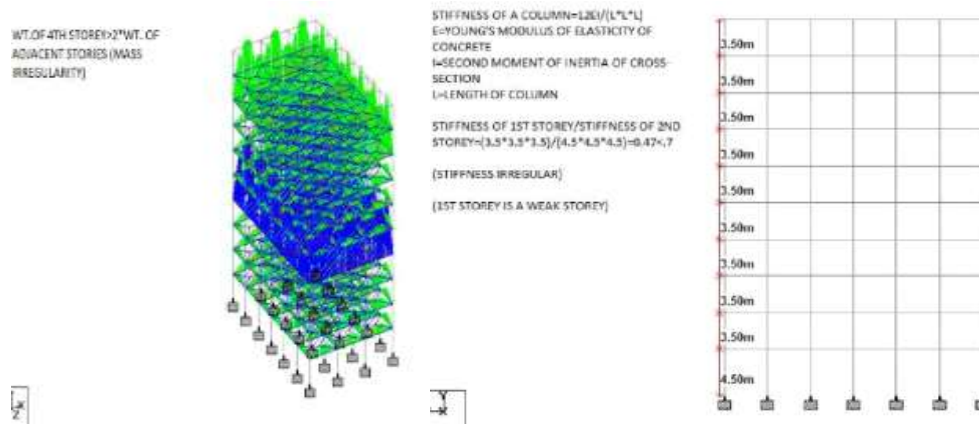 WT.OF 4TH STOREY>2*WT. OF
ADJACENT STORIES (MASS
IRREGULARITY)
STIFFNESS OF A COLUMN=12EI/(L*L*L)
E=YOUNG'S MODULUS OF ELASTICITY OF
CONCRETE
I=SECOND MOMENT OF INERTIA OF CROSS-
SECTION
L=LENGTH OF COLUMN
STIFFNESS OF 1ST STOREY/STIFFNESS OF 2ND
STOREY=(3.5*3.5*3.5)/(4.5*4.5*4.5)=0.47<.7
(STIFFNESS IRREGULAR)
(1ST STOREY IS A WEAK STOREY)
3.50m
3.50m
3.50m
3.50m
3.50m
3.50m
3.50m
3.50m
3.50m
4.50m
Y
X